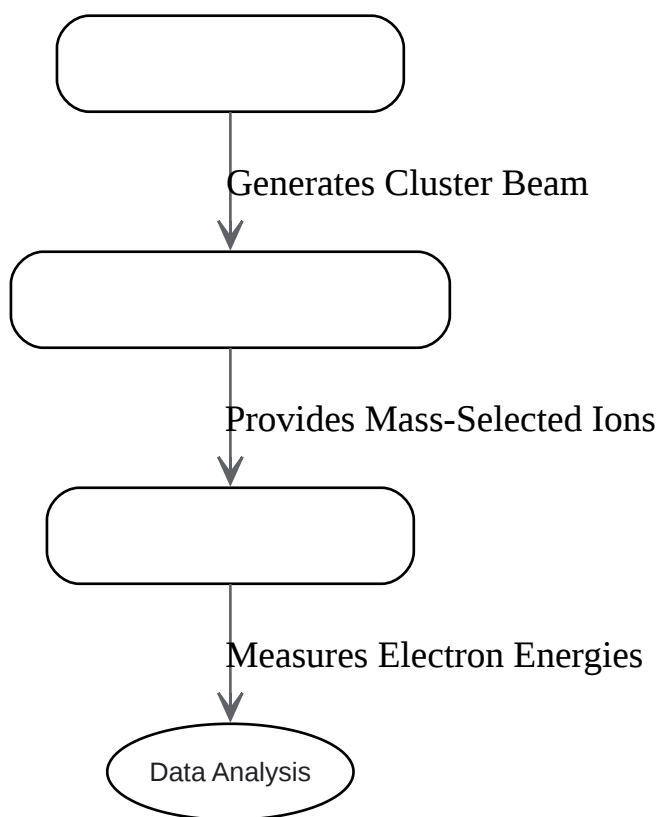 Generates Cluster Beam
Provides Mass-Selected Ions
Measures Electron Energies
Data Analysis